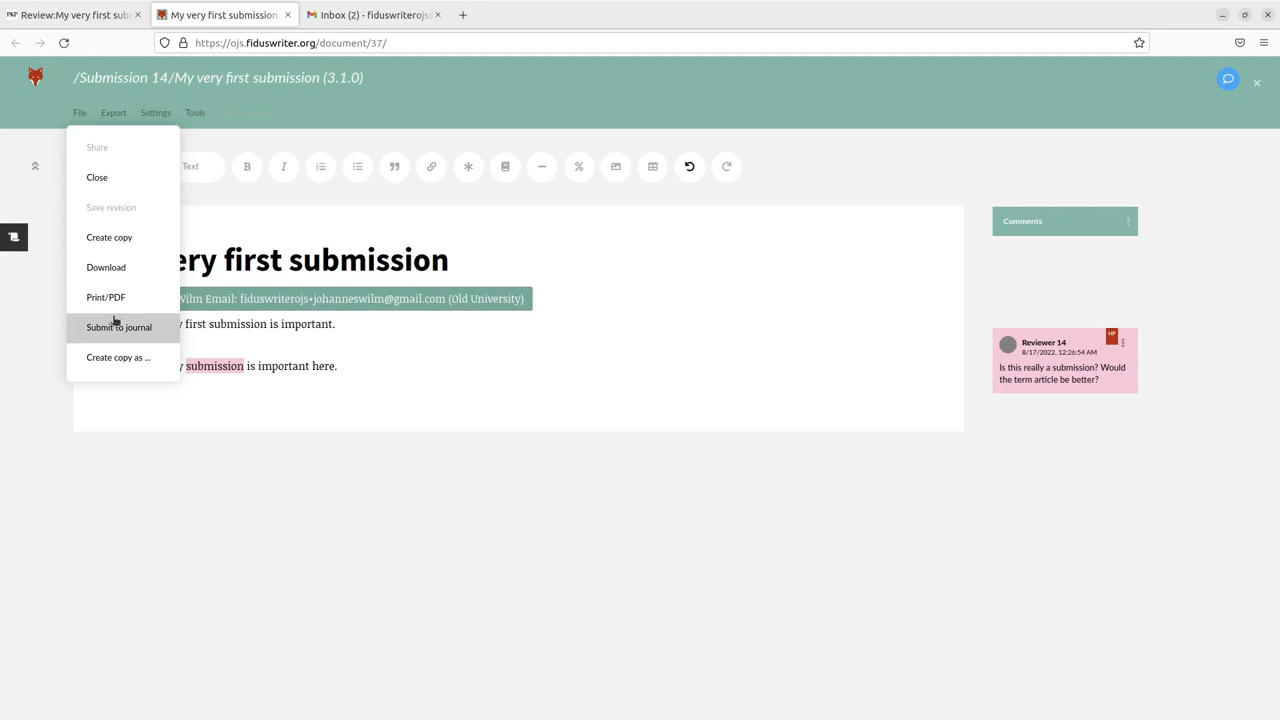 PKP Review:My very first subm
My very first submission
Inbox (2) - fiduswriterojs
https://ojs.fiduswriter.org/document/37/
/Submission 14/My very first submission (3.1.0)
File Export Settings Tools
Share
Close
Save revision
Create copy
Download
Print/PDF
Submit to journal
Create copy as ...
Text
B I %
ery first submission
Wilm Email: fiduswriterojs+johanneswilm@gmail.com (Old University)
y first submission is important.
y submission is important here.
Comments
HP
Reviewer 14
8/17/2022, 12:26:54 AM
Is this really a submission? Would
the term article be better?